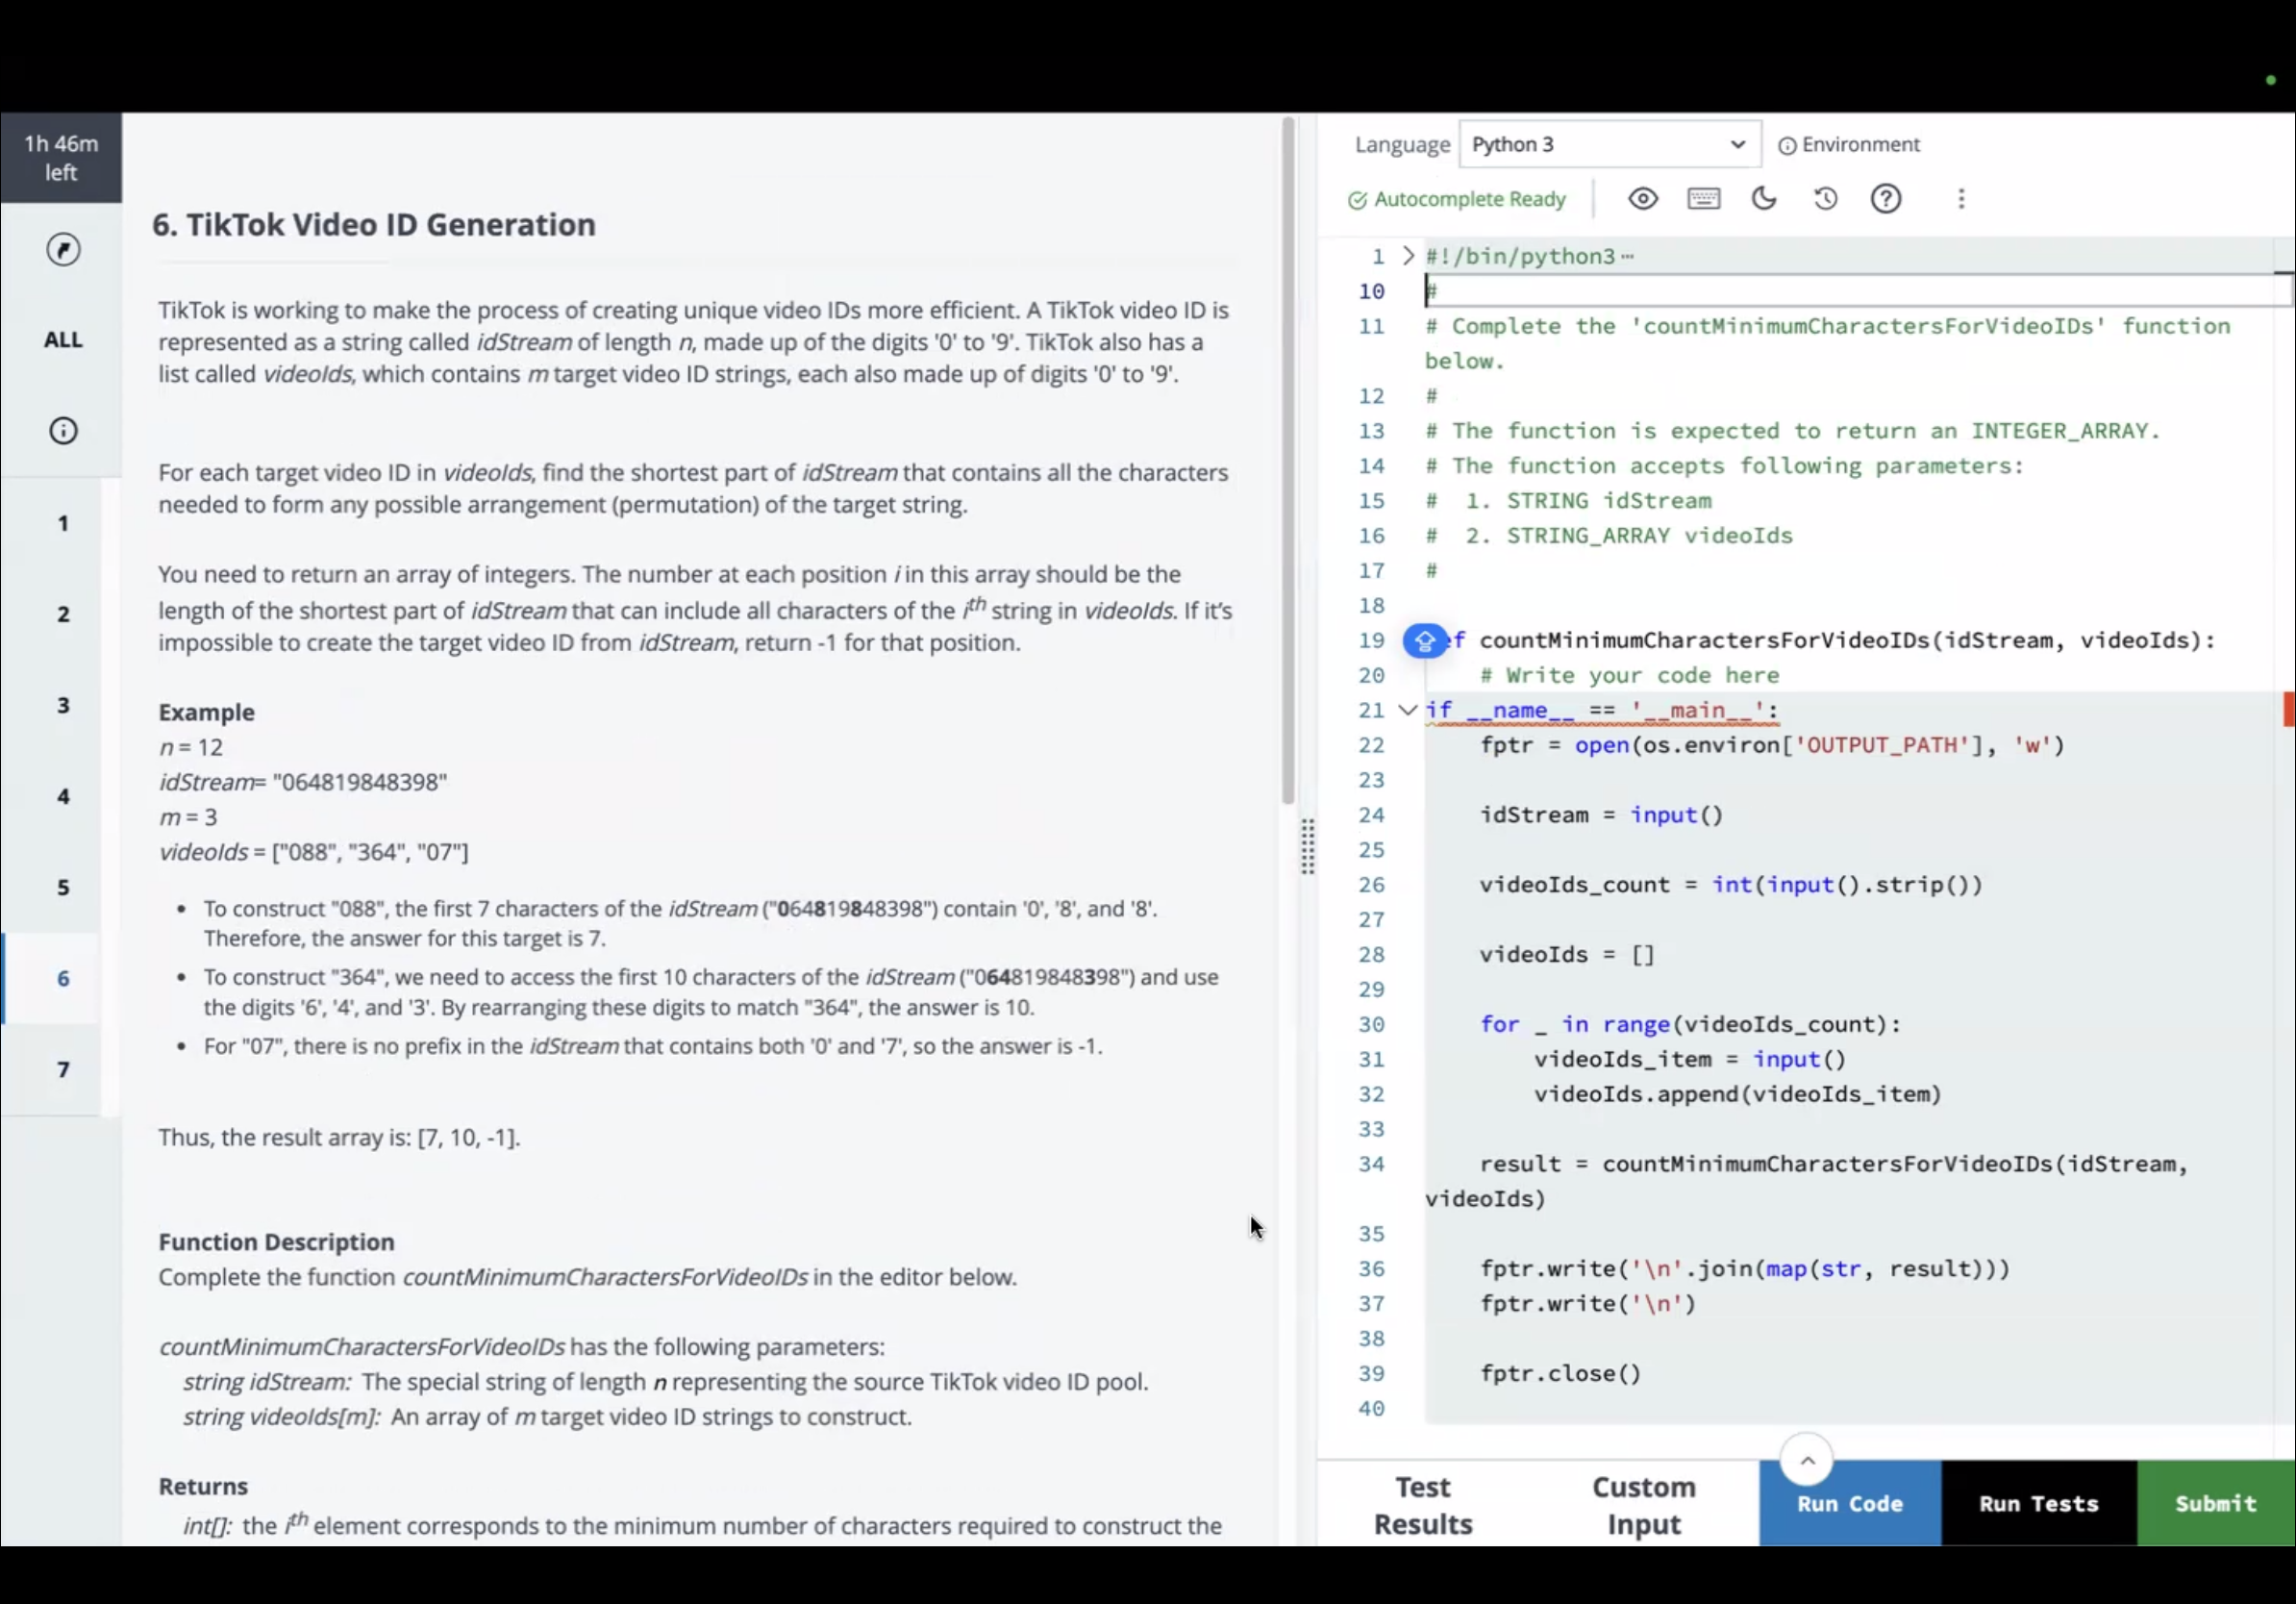 1h 46m
left
ALL
1
2
3
4
5
6
7
6. TikTok Video ID Generation
TikTok is working to make the process of creating unique video IDs more efficient. A TikTok video ID is
represented as a string called idStream of length n, made up of the digits '0' to '9'. TikTok also has a
list called videoIds, which contains m target video ID strings, each also made up of digits '0' to '9'.
For each target video ID in videoIds, find the shortest part of idStream that contains all the characters
needed to form any possible arrangement (permutation) of the target string.
You need to return an array of integers. The number at each position i in this array should be the
length of the shortest part of idStream that can include all characters of the ith string in videoIds. If it's
impossible to create the target video ID from idStream, return -1 for that position.
Example
n = 12
idStream= "064819848398"
m = 3
videoIds = ["088", "364", "07"]
• To construct "088", the first 7 characters of the idStream ("064819848398") contain '0', '8', and '8'.
Therefore, the answer for this target is 7.
• To construct "364", we need to access the first 10 characters of the idStream ("064819848398") and use
the digits '6', '4', and '3'. By rearranging these digits to match "364", the answer is 10.
• For "07", there is no prefix in the idStream that contains both '0' and '7', so the answer is -1.
Thus, the result array is: [7, 10, -1].
Function Description
Complete the function countMinimumCharactersForVideoIDs in the editor below.
countMinimumCharactersForVideoIDs has the following parameters:
string idStream: The special string of length n representing the source TikTok video ID pool.
string videoIds[m]: An array of m target video ID strings to construct.
Returns
int[]: the ith element corresponds to the minimum number of characters required to construct the
Language Python 3 Environment
Autocomplete Ready
1 #!/bin/python3 ⋯
10 #
11 # Complete the 'countMinimumCharactersForVideoIDs' function
below.
12 #
13 # The function is expected to return an INTEGER_ARRAY.
14 # The function accepts following parameters:
15 #  1. STRING idStream
16 #  2. STRING_ARRAY videoIds
17 #
18
19 ef countMinimumCharactersForVideoIDs(idStream, videoIds):
20     # Write your code here
21 if __name__ == '__main__':
22     fptr = open(os.environ['OUTPUT_PATH'], 'w')
23
24     idStream = input()
25
26     videoIds_count = int(input().strip())
27
28     videoIds = []
29
30     for _ in range(videoIds_count):
31         videoIds_item = input()
32         videoIds.append(videoIds_item)
33
34     result = countMinimumCharactersForVideoIDs(idStream,
videoIds)
35
36     fptr.write('\n'.join(map(str, result)))
37     fptr.write('\n')
38
39     fptr.close()
40
Test
Results
Custom
Input
Run Code
Run Tests
Submit